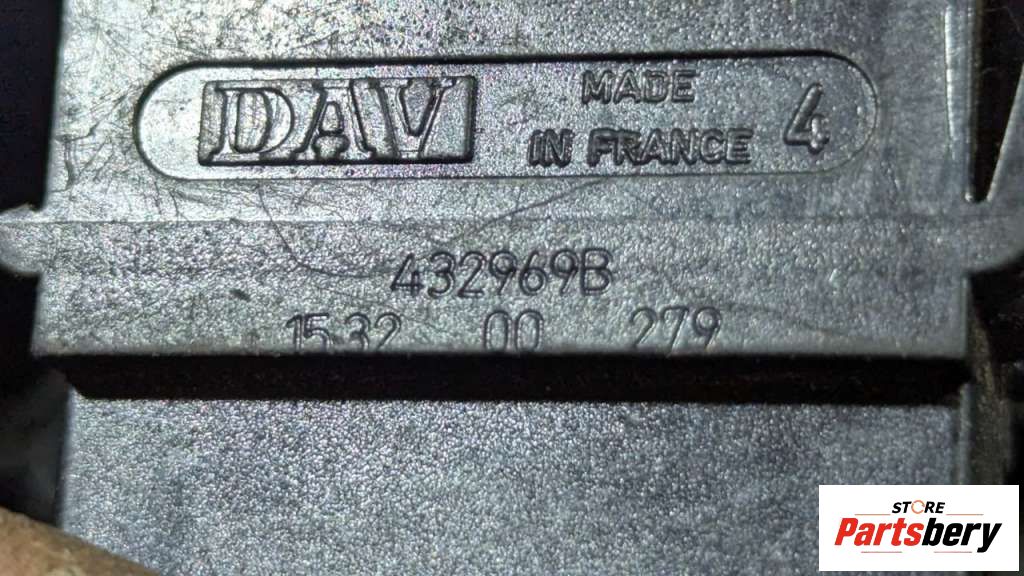 DAV
MADE
IN FRANCE
4
432969B
1532 00 279
STORE
Partsbery